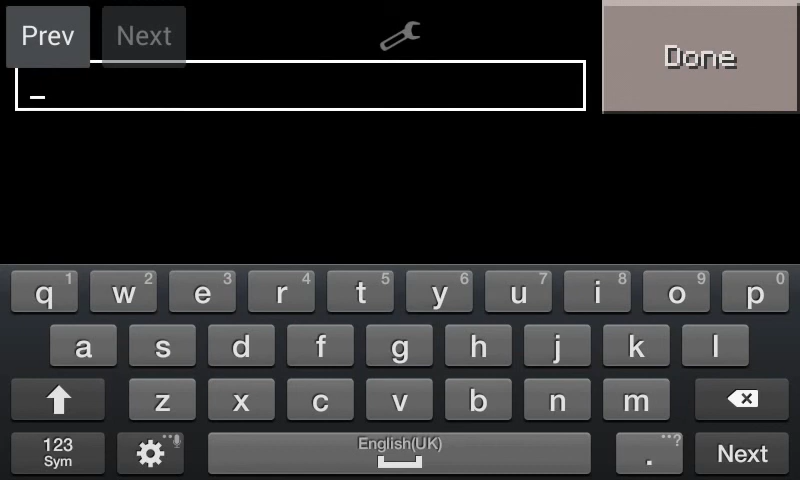 Prev Next
Done
_
q 1 w 2 e 3 r 4 t 5 y 6 u 7 i 8 o 9 p 0
a s d f g h j k l
z x c v b n m
123
Sym
English(UK)
. ...?
Next